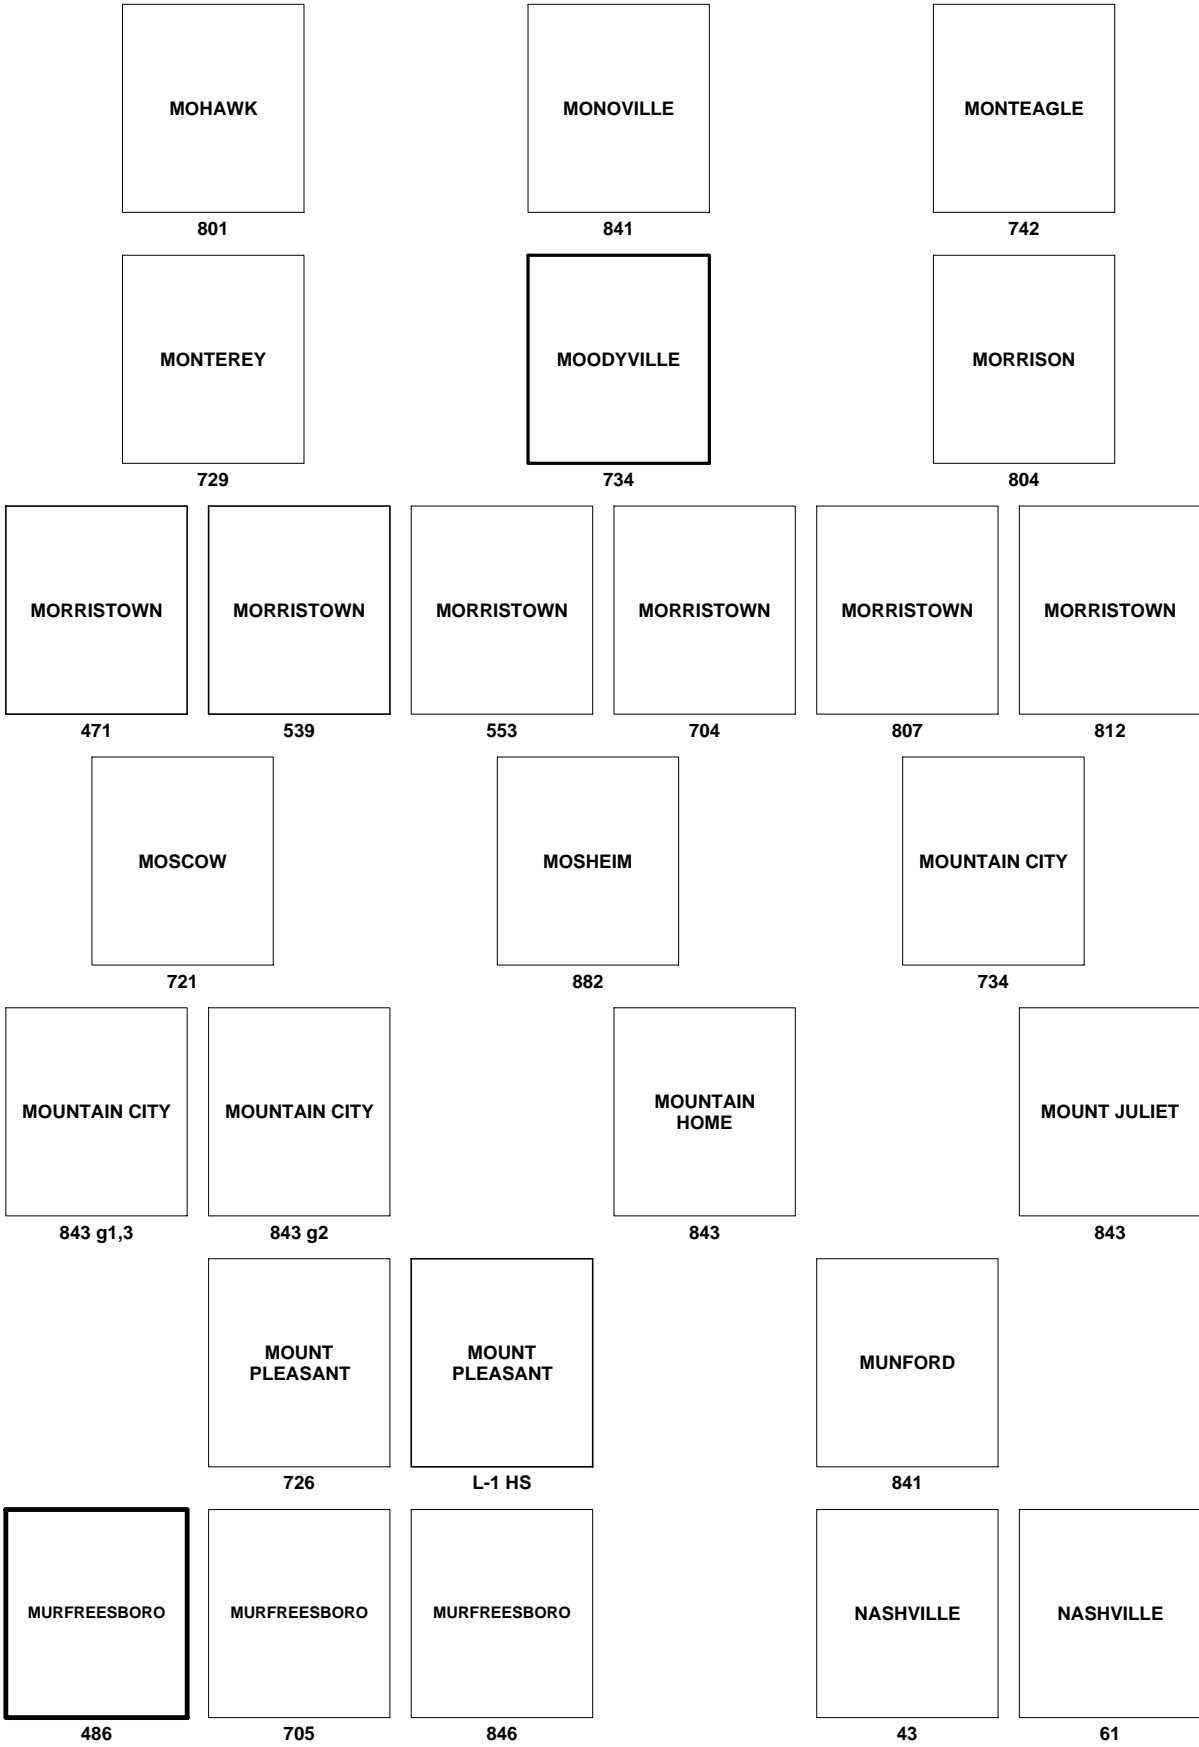 MOHAWK
801
MONOVILLE
841
MONTEAGLE
742
MONTEREY
729
MOODYVILLE
734
MORRISON
804
MORRISTOWN
471
MORRISTOWN
539
MORRISTOWN
553
MORRISTOWN
704
MORRISTOWN
807
MORRISTOWN
812
MOSCOW
721
MOSHEIM
882
MOUNTAIN CITY
734
MOUNTAIN CITY
843 g1,3
MOUNTAIN CITY
843 g2
MOUNTAIN
HOME
843
MOUNT JULIET
843
MOUNT
PLEASANT
726
MOUNT
PLEASANT
L-1 HS
MUNFORD
841
MURFREESBORO
486
MURFREESBORO
705
MURFREESBORO
846
NASHVILLE
43
NASHVILLE
61